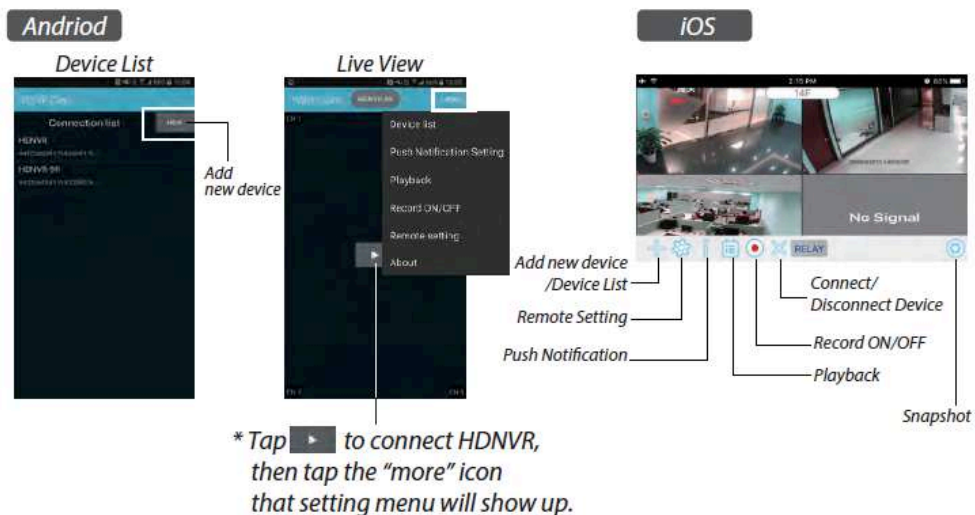 Andriod
iOS
Device List
Live View
Connection list
HDNVR
Add
new device
Device list
Push Notification Setting
Playback
Record ON/OFF
Remote setting
About
CH 1
* Tap
to connect HDNVR,
then tap the “more” icon
that setting menu will show up.
2:15 PM
No Signal
RELAY
Add new device
/Device List
Remote Setting
Push Notification
Connect/
Disconnect Device
Record ON/OFF
Playback
Snapshot